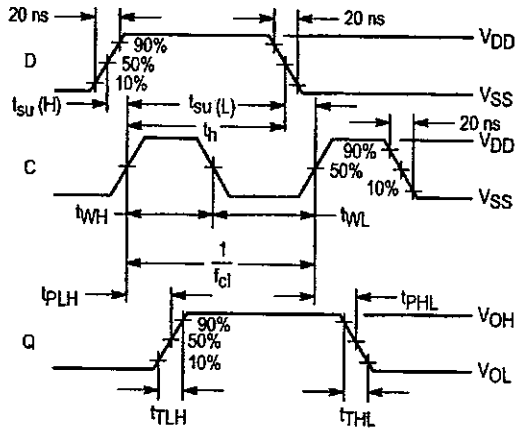 20 ns
20 ns
D
90%
50%
10%
VDD
VSS
tsu (H)
tsu (L)
th
20 ns
C
90%
50%
10%
VDD
VSS
tWH
tWL
1
fcl
tPLH
tPHL
Q
90%
50%
10%
VOH
VOL
tTLH
tTHL